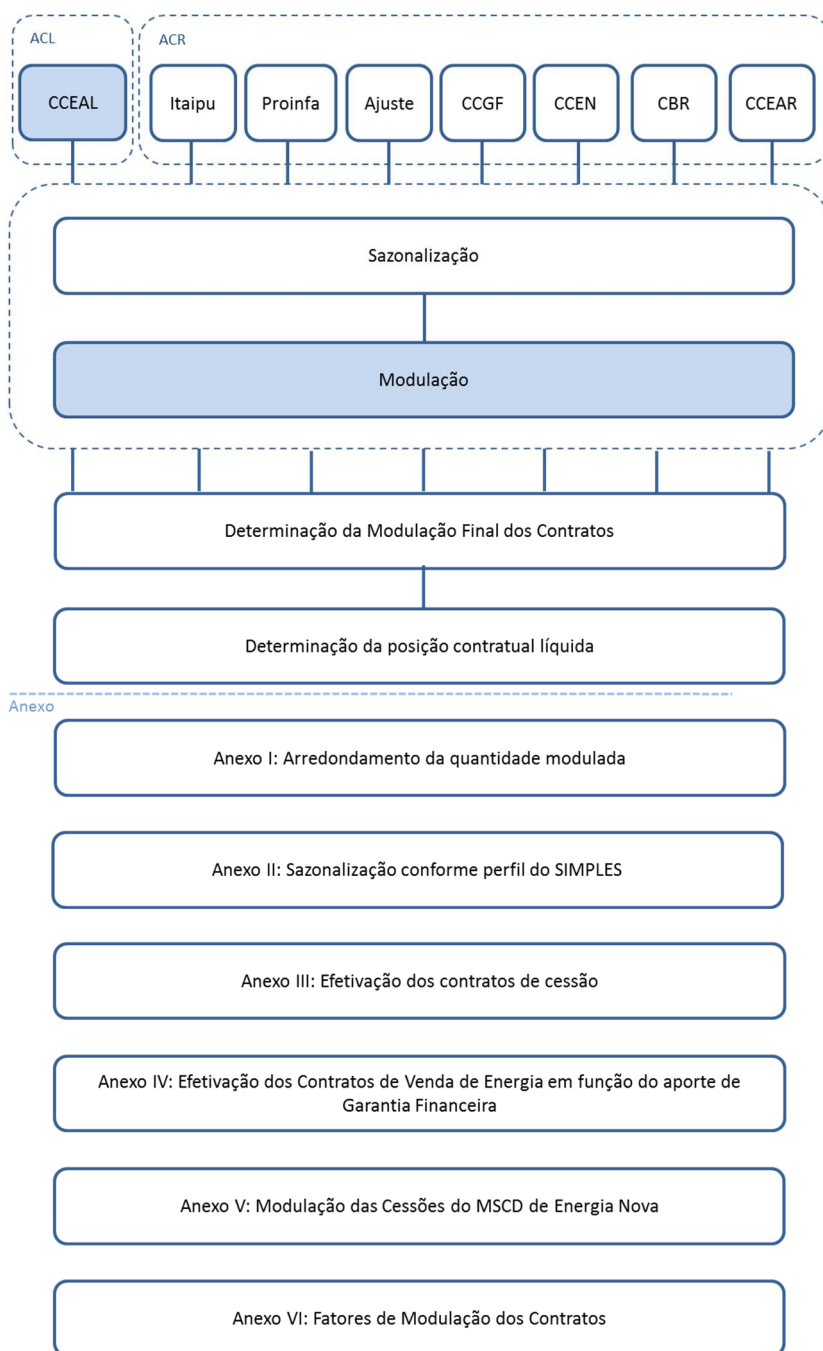 ACL
ACR
CCEAL
Itaipu
Proinfa
Ajuste
CCGF
CCEN
CBR
CCEAR
Sazonalização
Modulação
Determinação da Modulação Final dos Contratos
Determinação da posição contratual líquida
Anexo
Anexo I: Arredondamento da quantidade modulada
Anexo II: Sazonalização conforme perfil do SIMPLES
Anexo III: Efetivação dos contratos de cessão
Anexo IV: Efetivação dos Contratos de Venda de Energia em função do aporte de
Garantia Financeira
Anexo V: Modulação das Cessões do MSCD de Energia Nova
Anexo VI: Fatores de Modulação dos Contratos